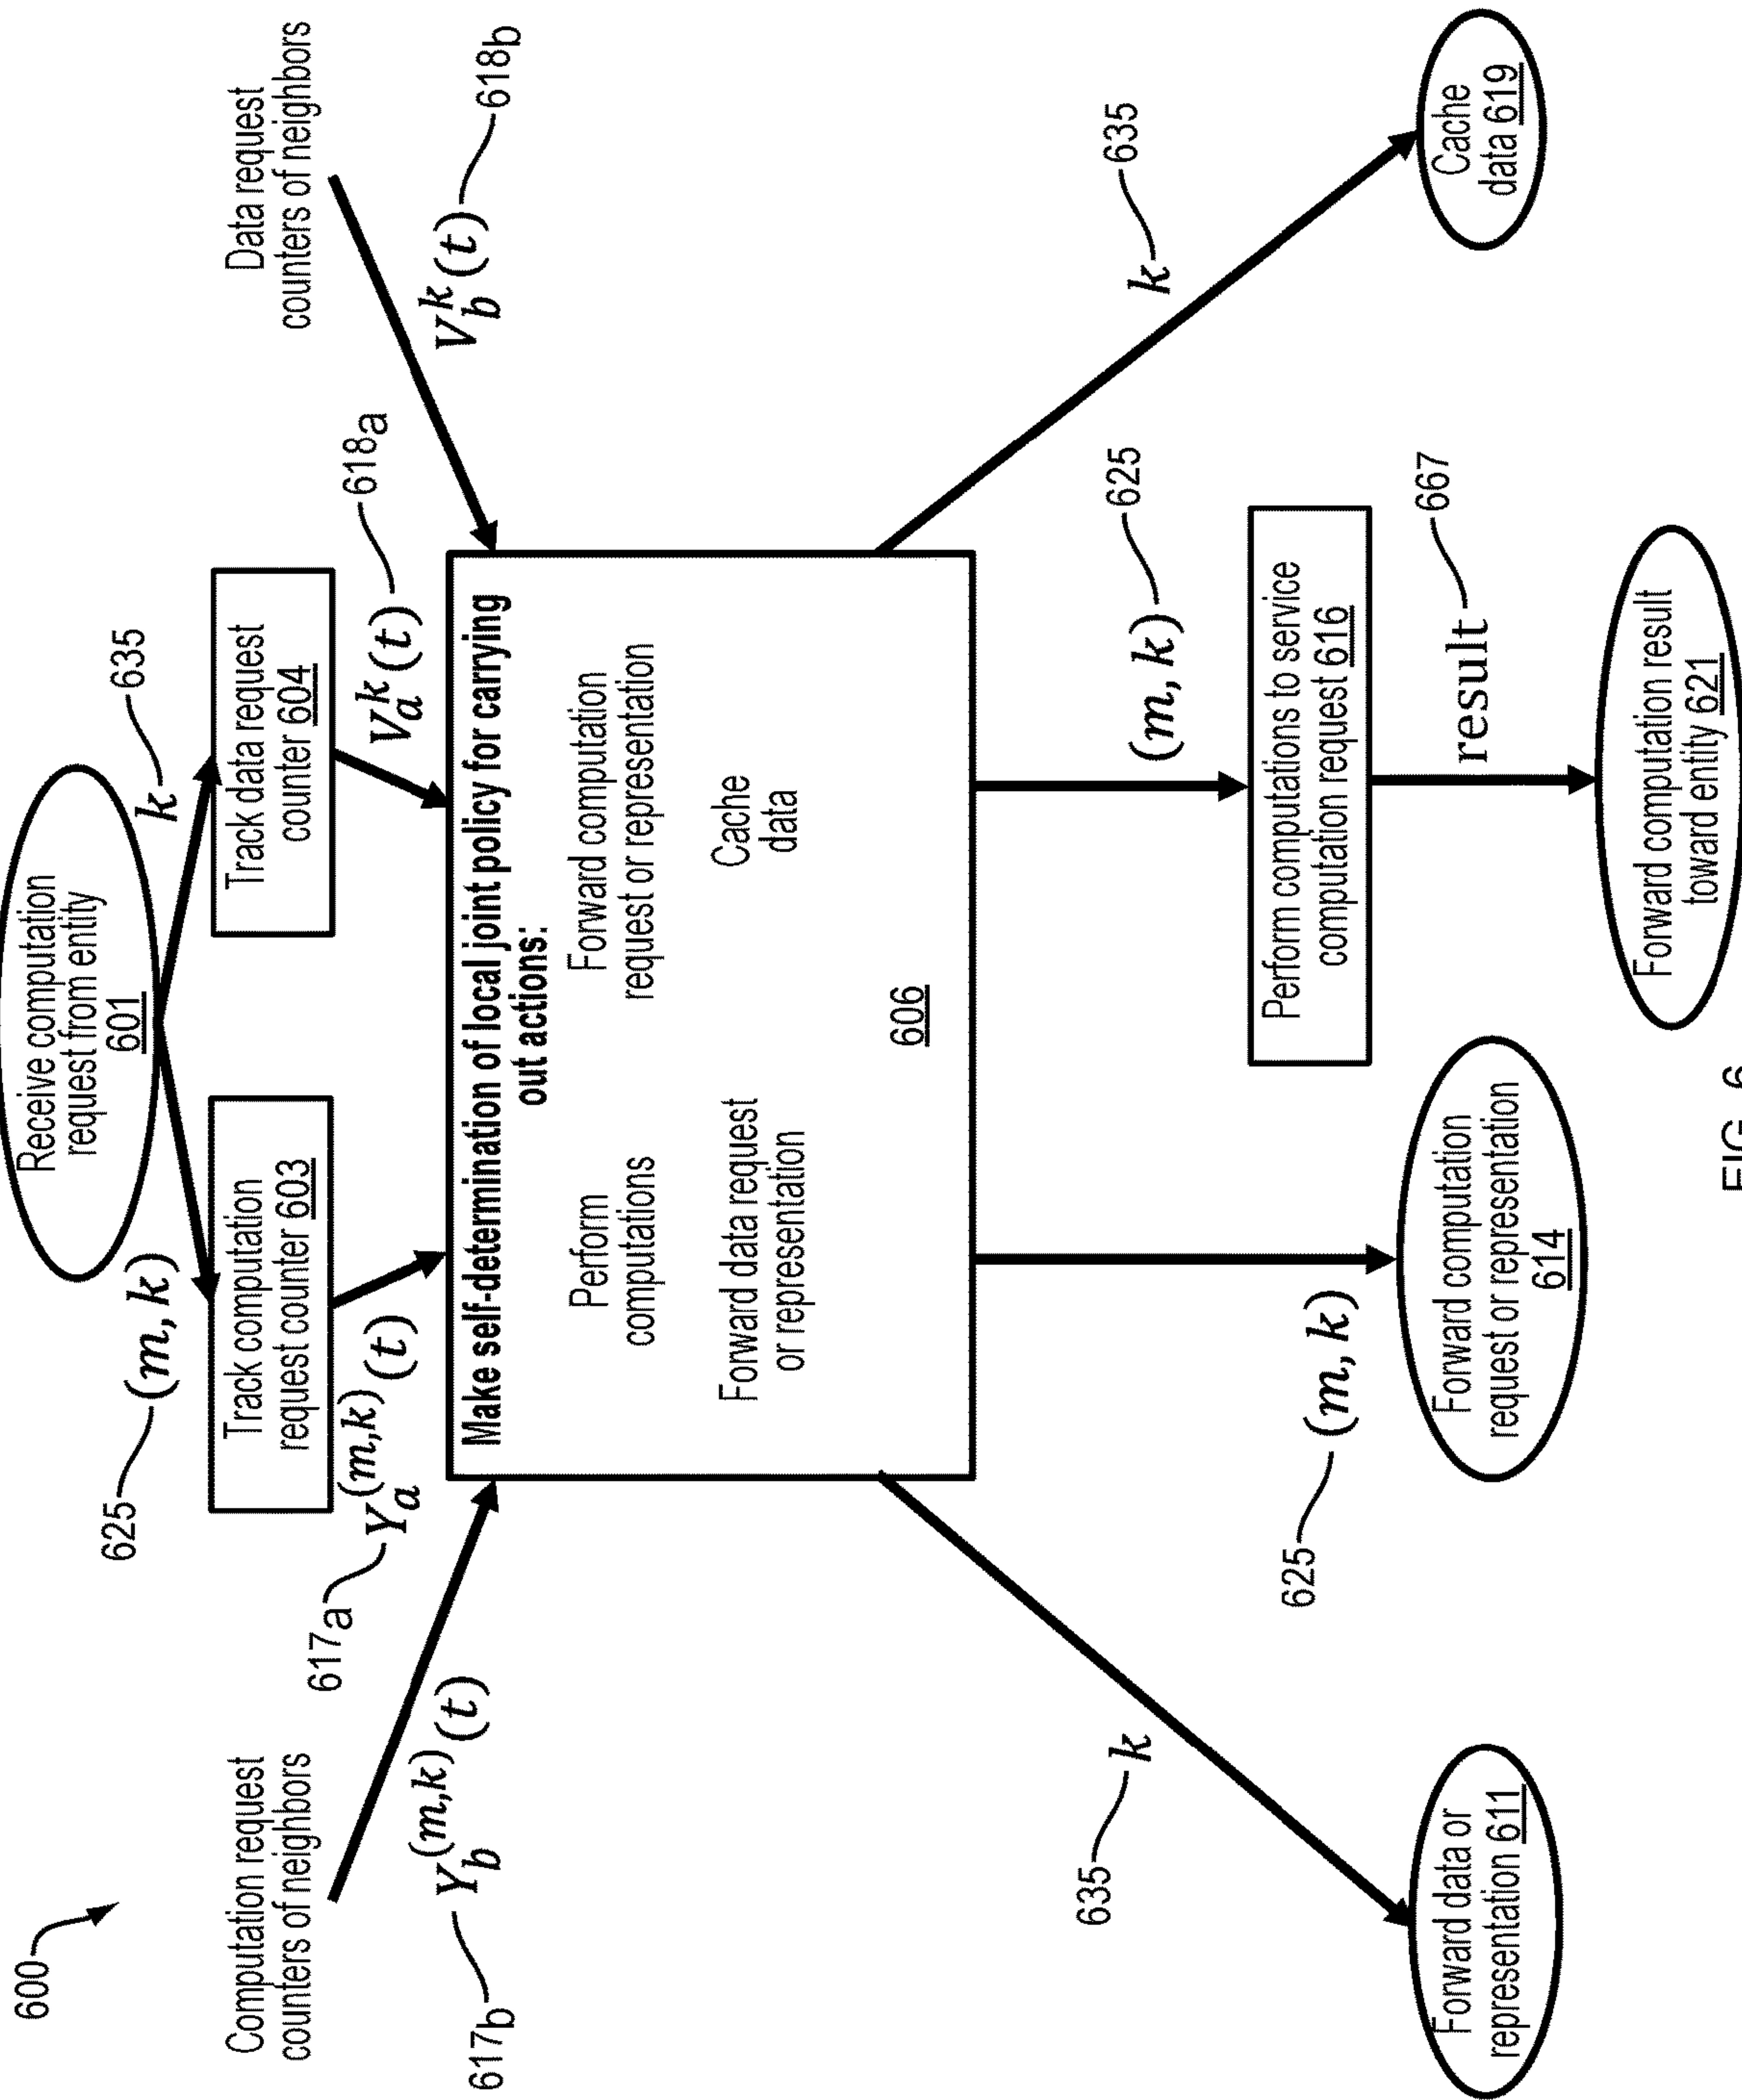 600
Receive computation
request from entity
601
625
(m, k)
k
635
Computation request
counters of neighbors
Track computation
request counter 603
Track data request
counter 604
Data request
counters of neighbors
617b
Y_b^(m,k)(t)
617a
Y_a^(m,k)(t)
V_a^k(t)
618a
V_b^k(t)
618b
Make self-determination of local joint policy for carrying
out actions:
Perform
computations
Forward computation
request or representation
Forward data request
or representation
Cache
data
606
635
k
625
(m, k)
(m, k)
625
k
635
Forward data or
representation 611
Forward computation
request or representation
614
Perform computations to service
computation request 616
result
667
Forward computation result
toward entity 621
Cache
data 619
FIG. 6